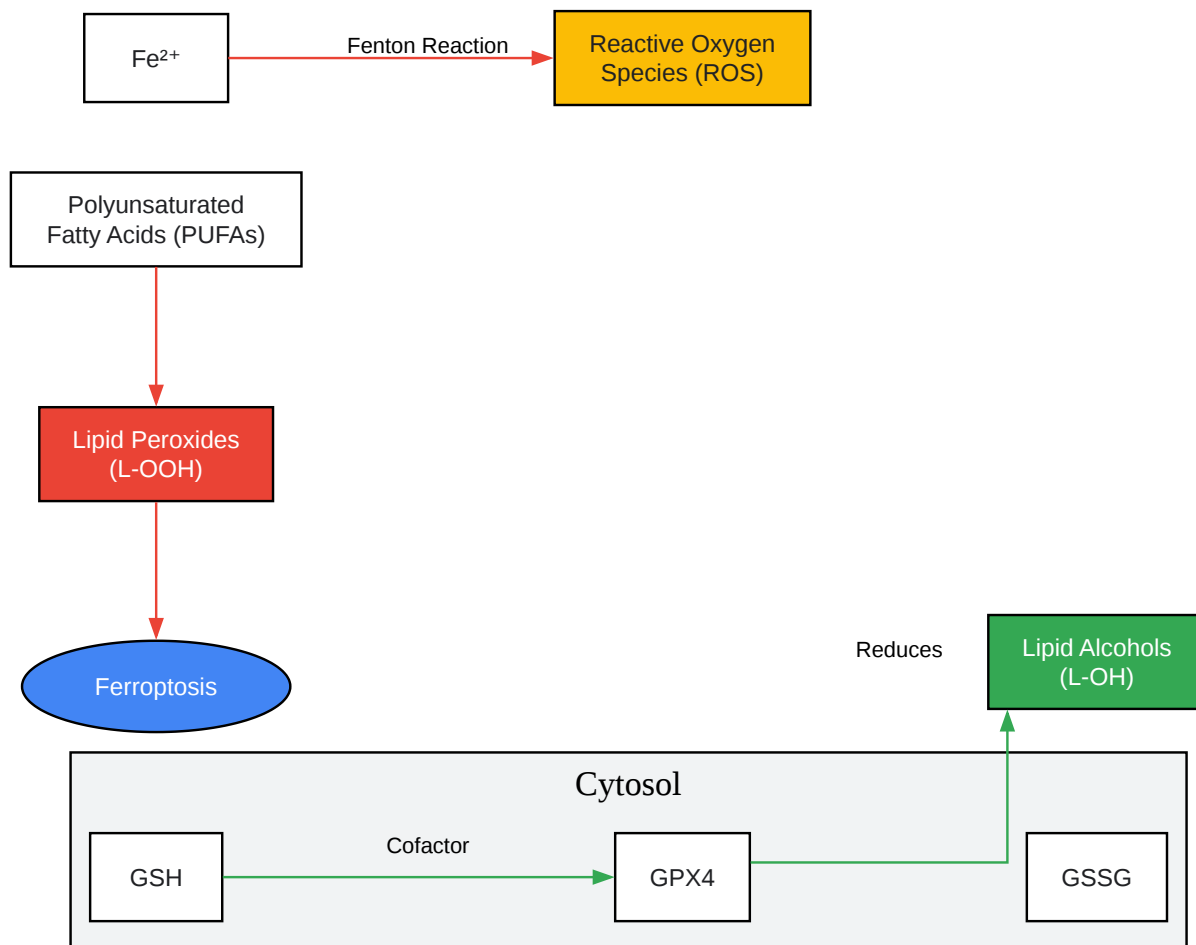 Fe²⁺
Fenton Reaction
Reactive Oxygen
Species (ROS)
Polyunsaturated
Fatty Acids (PUFAs)
Lipid Peroxides
(L-OOH)
Ferroptosis
Reduces
Lipid Alcohols
(L-OH)
Cytosol
GSH
Cofactor
GPX4
GSSG